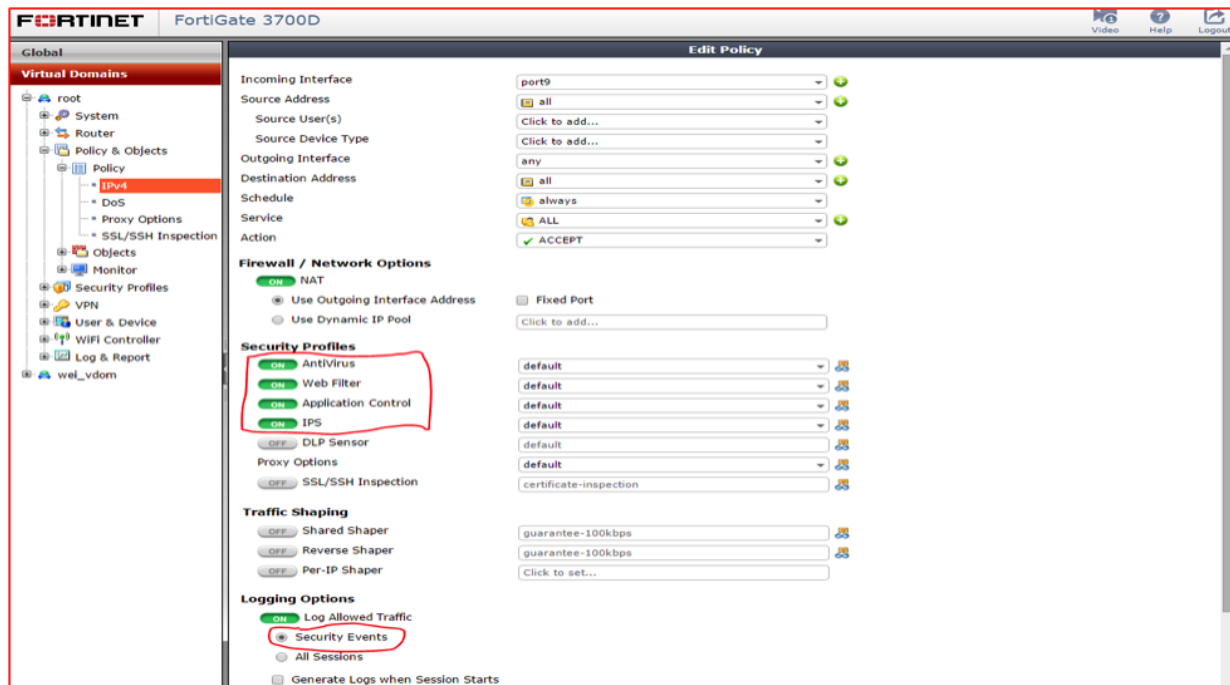 FORTINET FortiGate 3700D
Video Help Logout
Global
Virtual Domains
root
System
Router
Policy & Objects
Policy
IPv4
DoS
Proxy Options
SSL/SSH Inspection
Objects
Monitor
Security Profiles
VPN
User & Device
WiFi Controller
Log & Report
wei_vdom
Edit Policy
Incoming Interface port9
Source Address all
Source User(s) Click to add...
Source Device Type Click to add...
Outgoing Interface any
Destination Address all
Schedule always
Service ALL
Action ACCEPT
Firewall / Network Options
ON NAT
Use Outgoing Interface Address Fixed Port
Use Dynamic IP Pool Click to add...
Security Profiles
ON AntiVirus default
ON Web Filter default
ON Application Control default
ON IPS default
OFF DLP Sensor default
Proxy Options default
OFF SSL/SSH Inspection certificate-inspection
Traffic Shaping
OFF Shared Shaper guarantee-100kbps
OFF Reverse Shaper guarantee-100kbps
OFF Per-IP Shaper Click to set...
Logging Options
ON Log Allowed Traffic
Security Events
All Sessions
Generate Logs when Session Starts